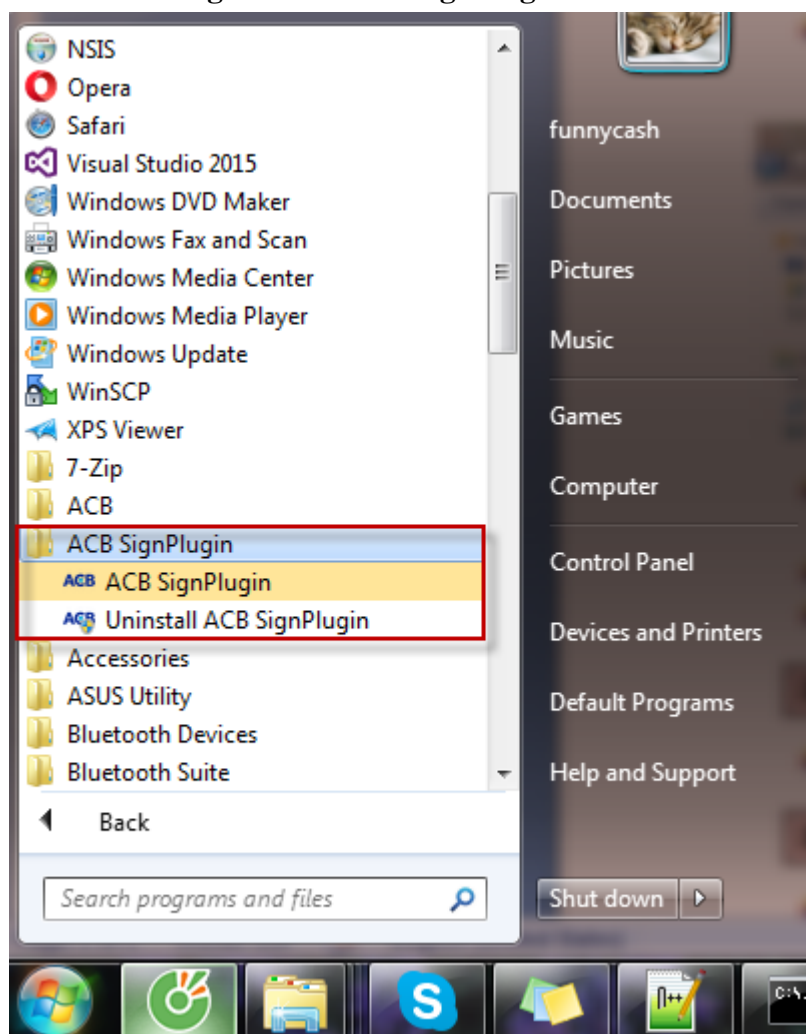 NSIS
Opera
Safari
Visual Studio 2015
Windows DVD Maker
Windows Fax and Scan
Windows Media Center
Windows Media Player
Windows Update
WinSCP
XPS Viewer
7-Zip
ACB
ACB SignPlugin
ACB ACB SignPlugin
ACB Uninstall ACB SignPlugin
Accessories
ASUS Utility
Bluetooth Devices
Bluetooth Suite
Back
Search programs and files
funnycash
Documents
Pictures
Music
Games
Computer
Control Panel
Devices and Printers
Default Programs
Help and Support
Shut down